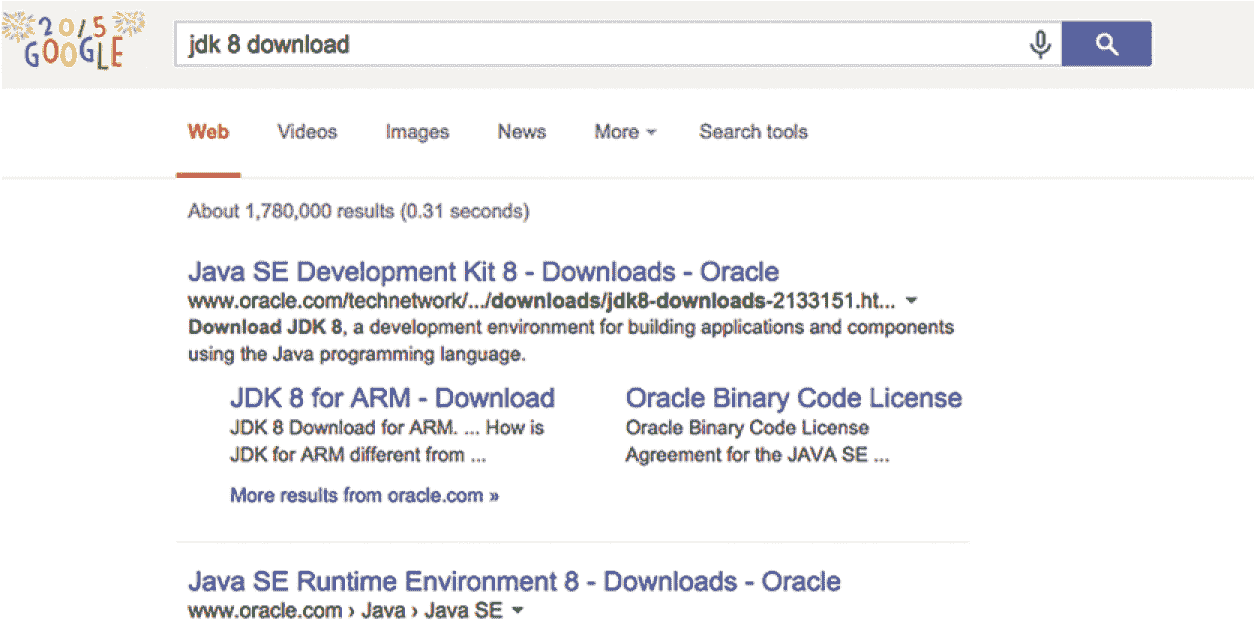 2015
GOOGLE
jdk 8 download
Web Videos Images News More Search tools
About 1,780,000 results (0.31 seconds)
Java SE Development Kit 8 - Downloads - Oracle
www.oracle.com/technetwork/.../downloads/jdk8-downloads-2133151.ht...
Download JDK 8, a development environment for building applications and components
using the Java programming language.
JDK 8 for ARM - Download
JDK 8 Download for ARM. ... How is
JDK for ARM different from ...
Oracle Binary Code License
Oracle Binary Code License
Agreement for the JAVA SE ...
More results from oracle.com »
Java SE Runtime Environment 8 - Downloads - Oracle
www.oracle.com › Java › Java SE